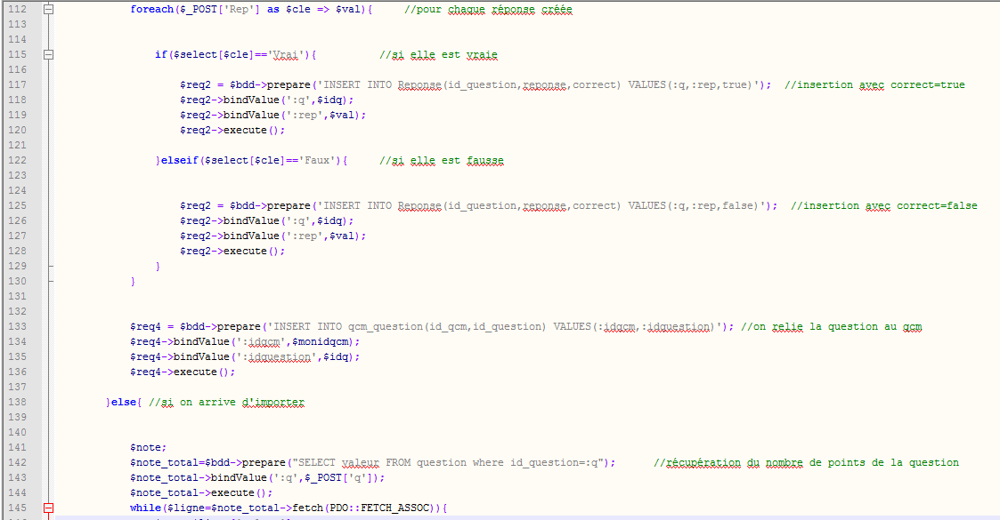 112 foreach($_POST['Rep'] as $cle => $val){ //pour chaque réponse créée
113
114
115 if($select[$cle]=='Vrai'){ //si elle est vraie
116
117 $req2 = $bdd->prepare('INSERT INTO Reponse(id_question,reponse,correct) VALUES(:q,:rep,true)'); //insertion avec correct=true
118 $req2->bindValue(':q',$idq);
119 $req2->bindValue(':rep',$val);
120 $req2->execute();
121
122 }elseif($select[$cle]=='Faux'){ //si elle est fausse
123
124
125 $req2 = $bdd->prepare('INSERT INTO Reponse(id_question,reponse,correct) VALUES(:q,:rep,false)'); //insertion avec correct=false
126 $req2->bindValue(':q',$idq);
127 $req2->bindValue(':rep',$val);
128 $req2->execute();
129 }
130 }
131
132
133 $req4 = $bdd->prepare('INSERT INTO qcm_question(id_qcm,id_question) VALUES(:idqcm,:idquestion)'); //on relie la question au qcm
134 $req4->bindValue(':idqcm',$monidqcm);
135 $req4->bindValue(':idquestion',$idq);
136 $req4->execute();
137
138 }else{ //si on arrive d'importer
139
140
141 $note;
142 $note_total=$bdd->prepare("SELECT valeur FROM question where id_question=:q"); //récupération du nombre de points de la question
143 $note_total->bindValue(':q',$_POST['q']);
144 $note_total->execute();
145 while($ligne=$note_total->fetch(PDO::FETCH_ASSOC)){